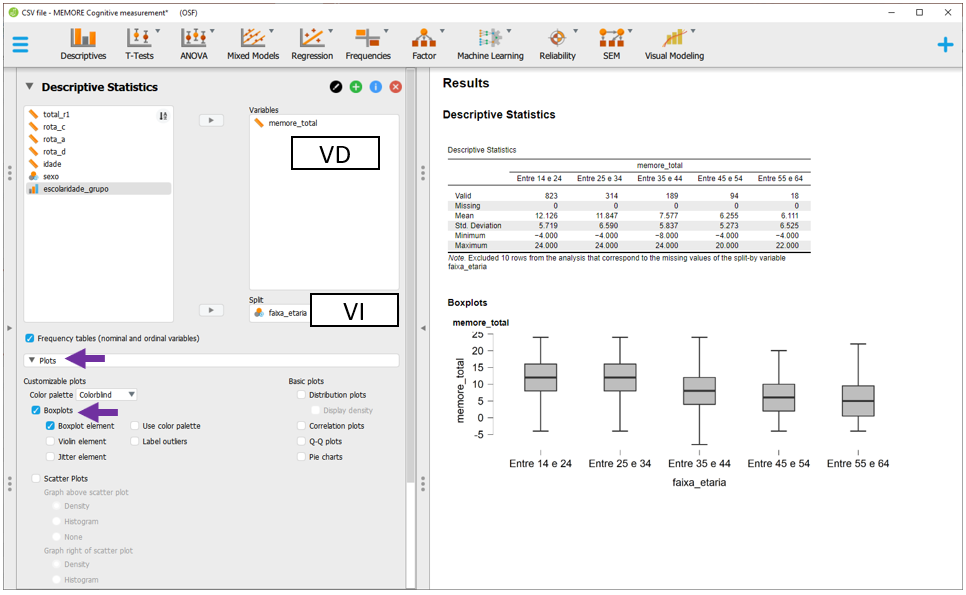 CSV file - MEMORE Cognitive measurement* (OSF)
Descriptives T-Tests ANOVA Mixed Models Regression Frequencies Factor Machine Learning Reliability SEM Visual Modeling
Descriptive Statistics
total_r1
rota_c
rota_a
rota_d
idade
sexo
escolaridade_grupo
Variables
memore_total
VD
Split
faixa_etaria
VI
Frequency tables (nominal and ordinal variables)
Plots
Customizable plots
Color palette Colorblind
Boxplots
Boxplot element Use color palette
Violin element Label outliers
Jitter element
Scatter Plots
Graph above scatter plot
Density
Histogram
None
Graph right of scatter plot
Density
Histogram
Basic plots
Distribution plots
Display density
Correlation plots
Q-Q plots
Pie charts
Results
Descriptive Statistics
Descriptive Statistics
memore_total
Entre 14 e 24 Entre 25 e 34 Entre 35 e 44 Entre 45 e 54 Entre 55 e 64
Valid 823 314 189 94 18
Missing 0 0 0 0 0
Mean 12.126 11.847 7.577 6.255 6.111
Std. Deviation 5.719 6.590 5.837 5.273 6.525
Minimum −4.000 −4.000 −8.000 −4.000 −4.000
Maximum 24.000 24.000 24.000 20.000 22.000
Note. Excluded 10 rows from the analysis that correspond to the missing values of the split-by variable
faixa_etaria
Boxplots
memore_total
25
20
15
10
5
0
-5
memore_total
Entre 14 e 24 Entre 25 e 34 Entre 35 e 44 Entre 45 e 54 Entre 55 e 64
faixa_etaria